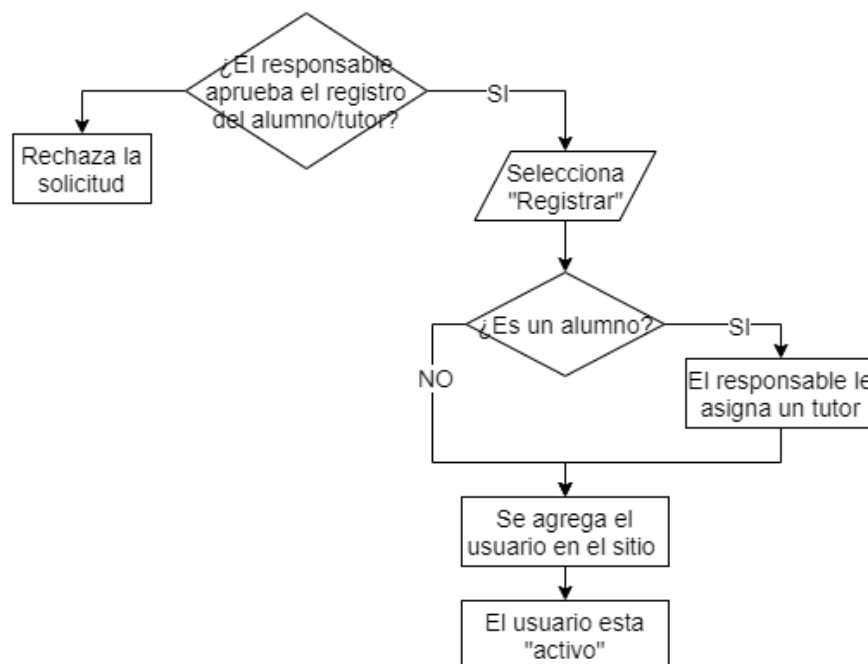 ¿El responsable
aprueba el registro
del alumno/tutor?
SI
Rechaza la
solicitud
Selecciona
"Registrar"
¿Es un alumno?
SI
NO
El responsable le
asigna un tutor
Se agrega el
usuario en el sitio
El usuario esta
"activo"